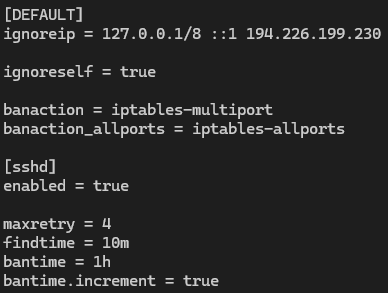 [DEFAULT]
ignoreip = 127.0.0.1/8 ::1 194.226.199.230
ignoreself = true
banaction = iptables-multiport
banaction_allports = iptables-allports
[sshd]
enabled = true
maxretry = 4
findtime = 10m
bantime = 1h
bantime.increment = true